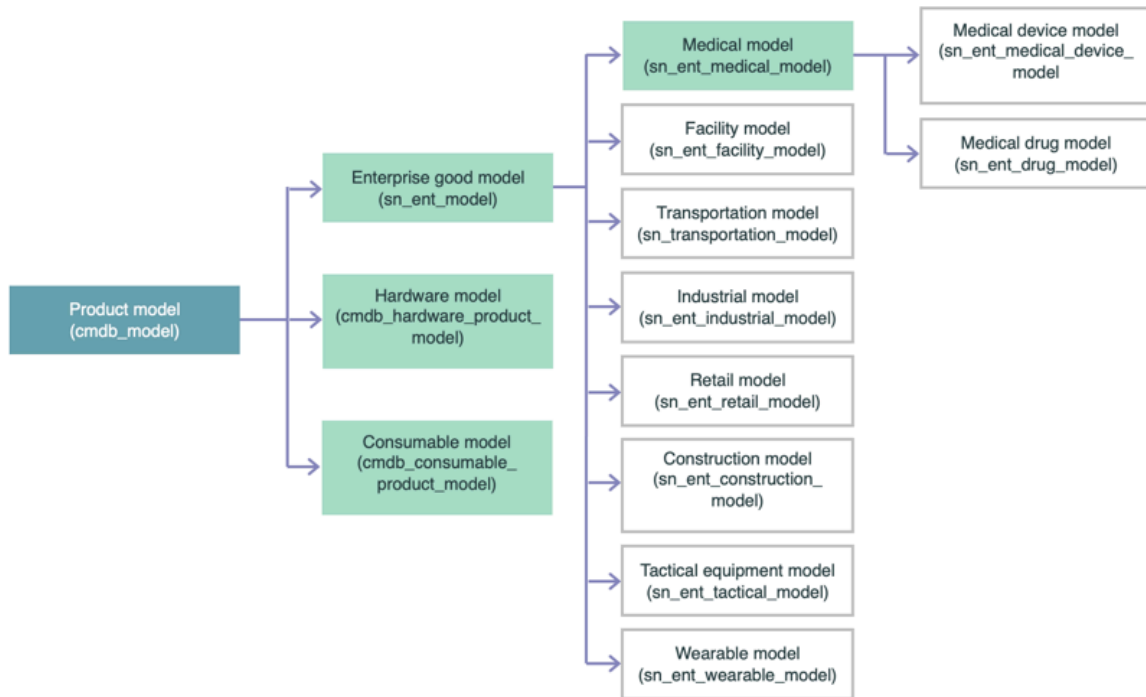 Product model
(cmdb_model)
Enterprise good model
(sn_ent_model)
Hardware model
(cmdb_hardware_product_
model)
Consumable model
(cmdb_consumable_
product_model)
Medical model
(sn_ent_medical_model)
Facility model
(sn_ent_facility_model)
Transportation model
(sn_transportation_model)
Industrial model
(sn_ent_industrial_model)
Retail model
(sn_ent_retail_model)
Construction model
(sn_ent_construction_
model)
Tactical equipment model
(sn_ent_tactical_model)
Wearable model
(sn_ent_wearable_model)
Medical device model
(sn_ent_medical_device_
model
Medical drug model
(sn_ent_drug_model)